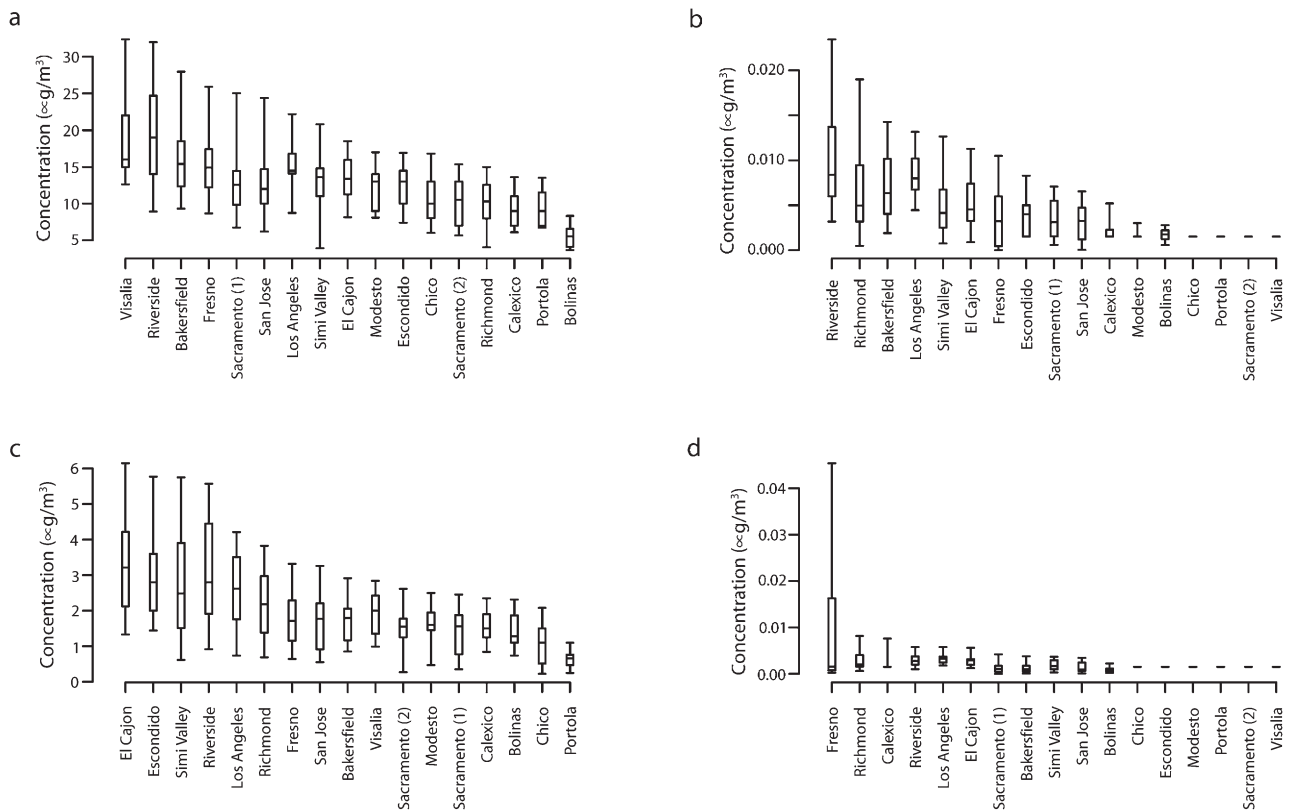 a
Concentration (∝g/m³)
30
25
20
15
10
5
Visalia
Riverside
Bakersfield
Fresno
Sacramento (1)
San Jose
Los Angeles
Simi Valley
El Cajon
Modesto
Escondido
Chico
Sacramento (2)
Richmond
Calexico
Portola
Bolinas
b
Concentration (∝g/m³)
0.020
0.010
0.000
Riverside
Richmond
Bakersfield
Los Angeles
Simi Valley
El Cajon
Fresno
Escondido
Sacramento (1)
San Jose
Calexico
Modesto
Bolinas
Chico
Portola
Sacramento (2)
Visalia
c
Concentration (∝g/m³)
6
5
4
3
2
1
0
El Cajon
Escondido
Simi Valley
Riverside
Los Angeles
Richmond
Fresno
San Jose
Bakersfield
Visalia
Sacramento (2)
Modesto
Sacramento (1)
Calexico
Bolinas
Chico
Portola
d
Concentration (∝g/m³)
0.04
0.03
0.02
0.01
0.00
Fresno
Richmond
Calexico
Riverside
Los Angeles
El Cajon
Sacramento (1)
Bakersfield
Simi Valley
San Jose
Bolinas
Chico
Escondido
Modesto
Portola
Sacramento (2)
Visalia